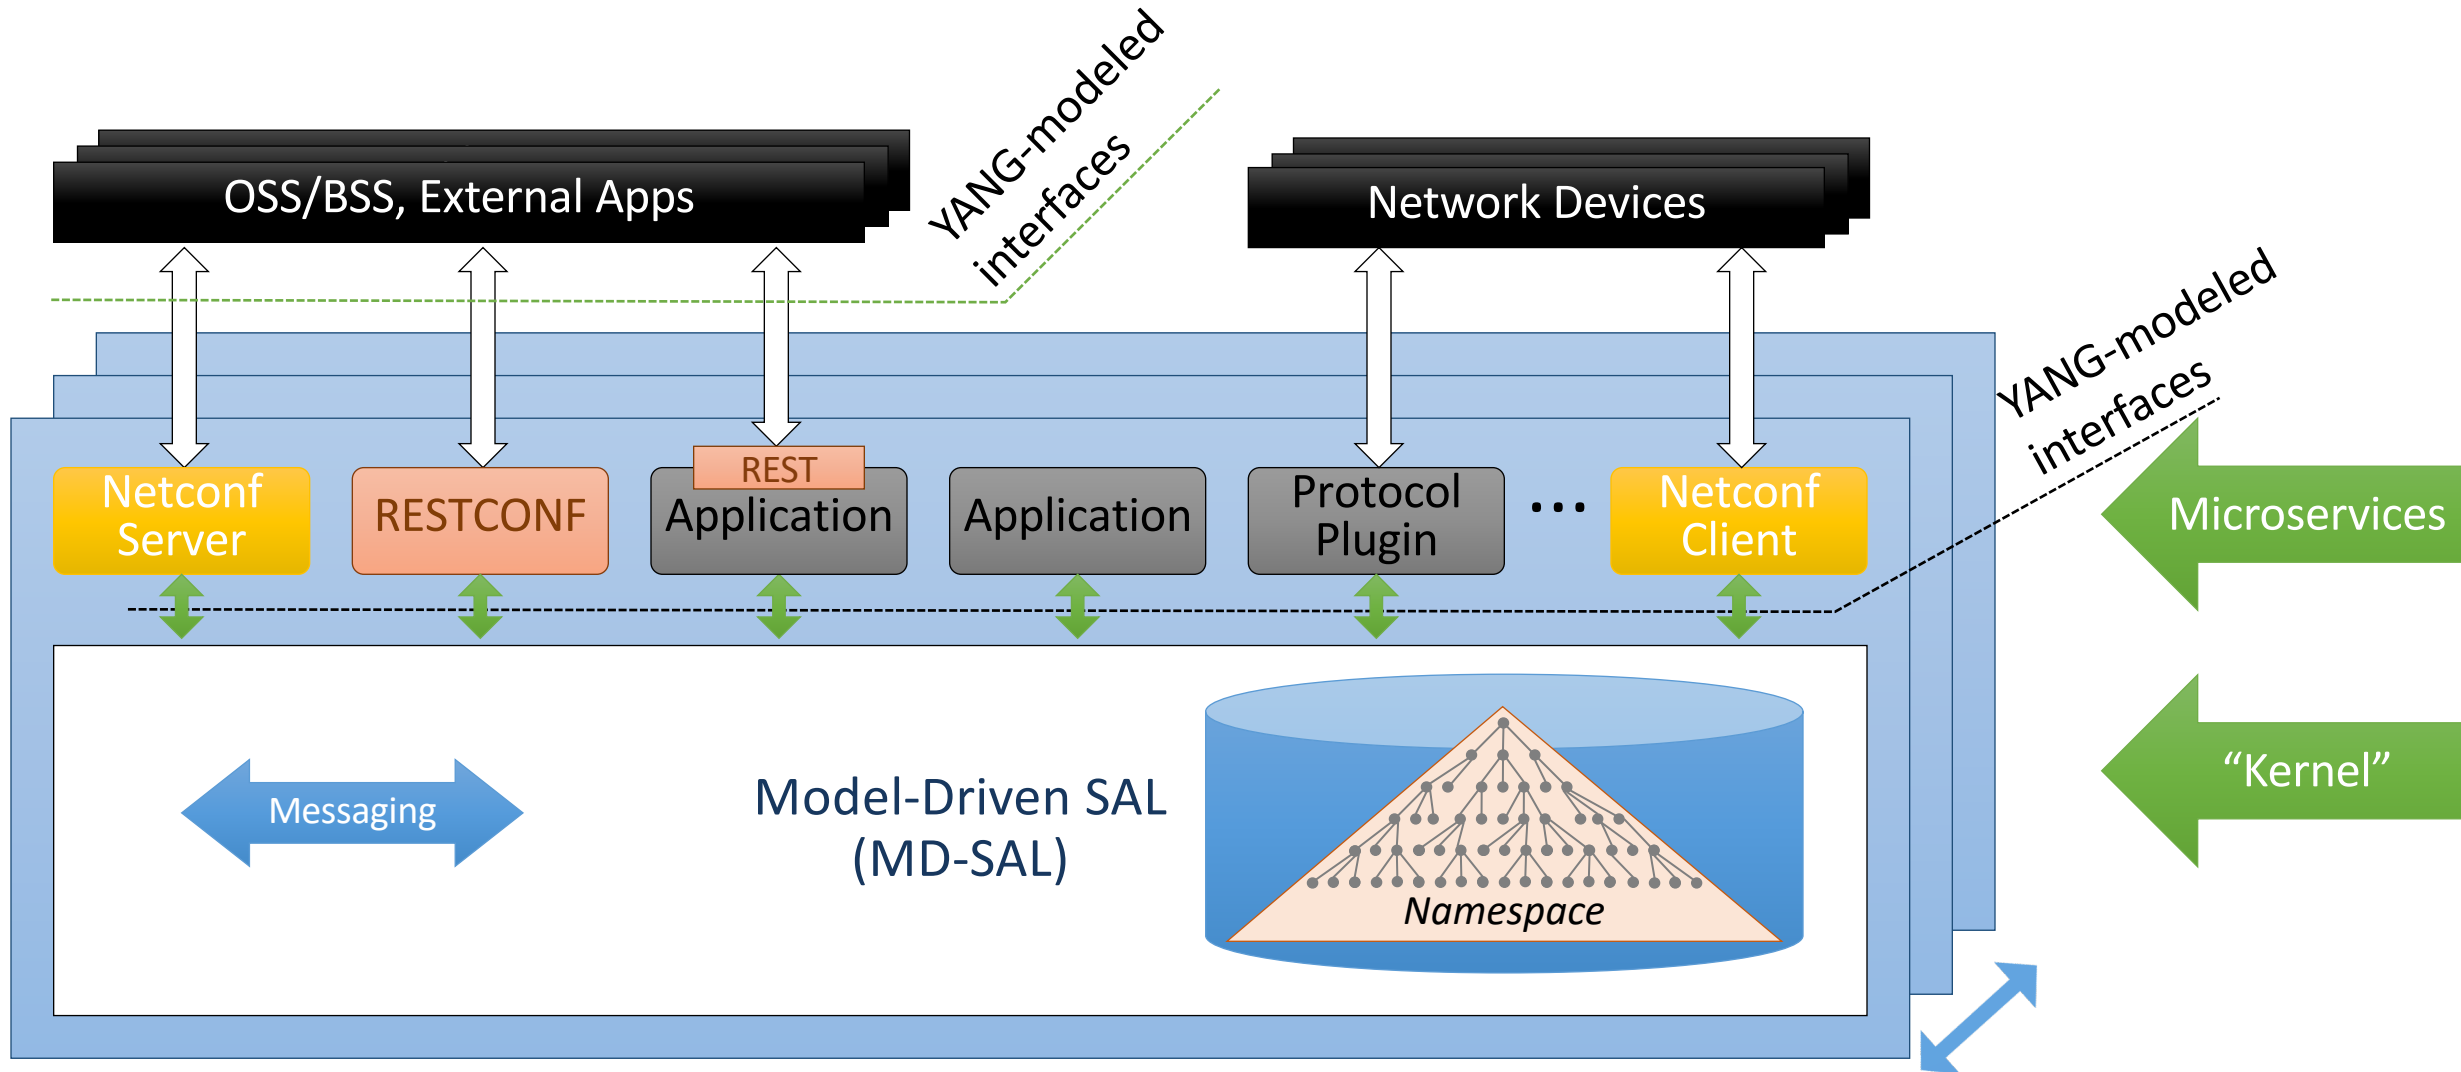 YANG-modeled
interfaces
OSS/BSS, External Apps
Network Devices
YANG-modeled
interfaces
Netconf
Server
RESTCONF
REST
Application
Application
Protocol
Plugin
...
Netconf
Client
Microservices
Messaging
Model-Driven SAL
(MD-SAL)
Namespace
“Kernel”